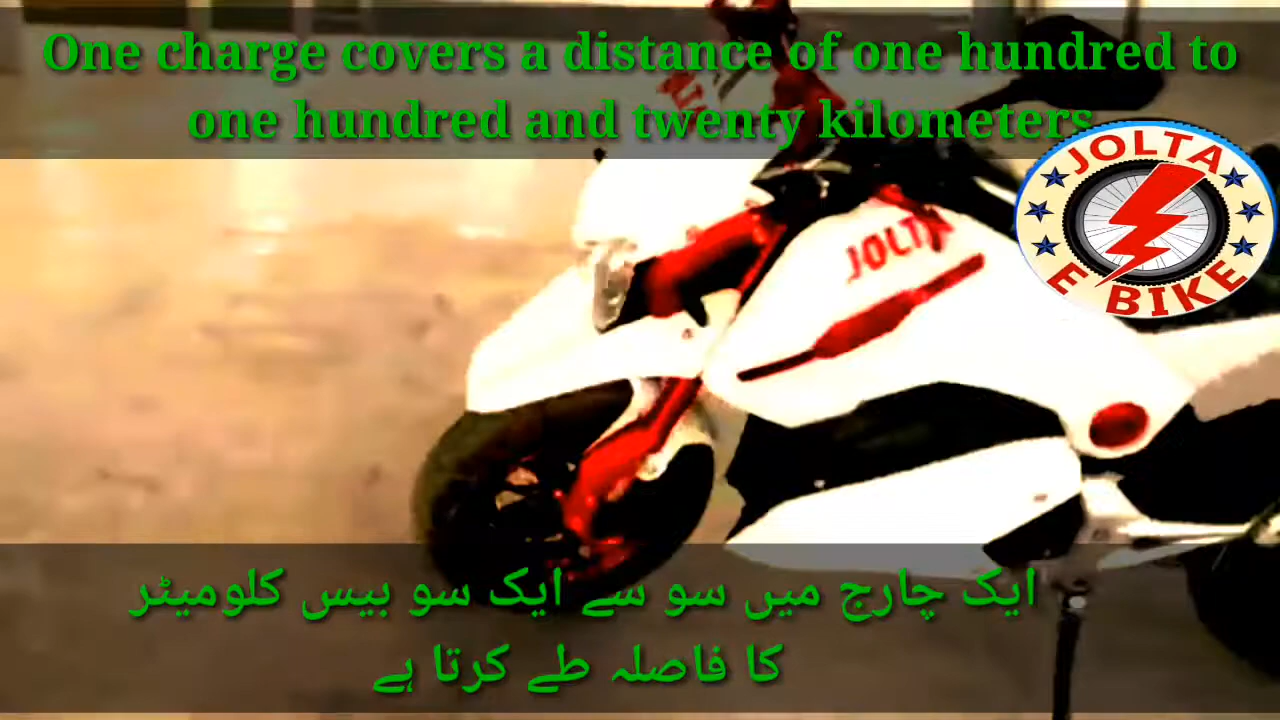 One charge covers a distance of one hundred to
one hundred and twenty kilometers
JOLTA
E BIKE
JOLTA
ایک چارج میں سو سے ایک سو بیس کلومیٹر
کا فاصلہ طے کرتا ہے